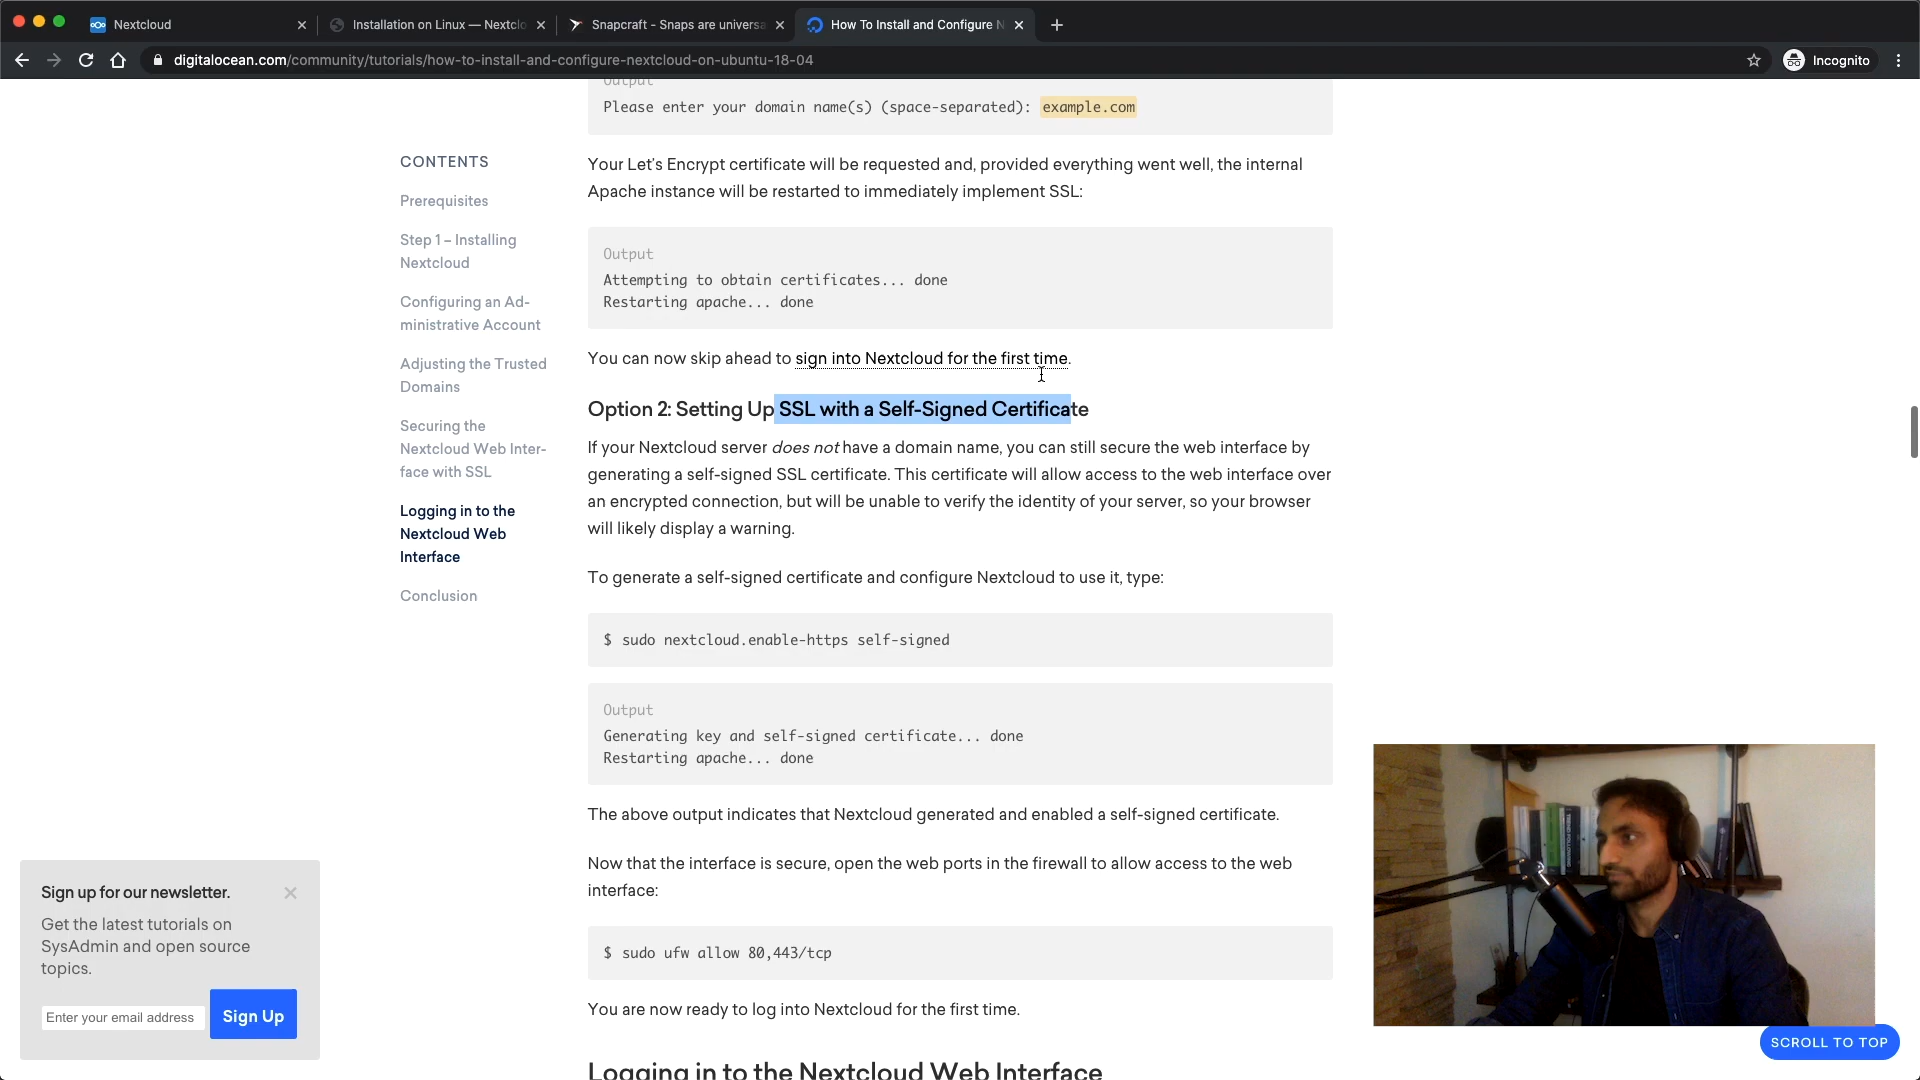 Nextcloud
Installation on Linux — Nextclo
Snapcraft - Snaps are universa
How To Install and Configure N
digitalocean.com/community/tutorials/how-to-install-and-configure-nextcloud-on-ubuntu-18-04
Incognito
Output
Please enter your domain name(s) (space-separated): example.com
CONTENTS
Prerequisites
Step 1 – Installing
Nextcloud
Configuring an Ad-
ministrative Account
Adjusting the Trusted
Domains
Securing the
Nextcloud Web Inter-
face with SSL
Logging in to the
Nextcloud Web
Interface
Conclusion
Your Let's Encrypt certificate will be requested and, provided everything went well, the internal
Apache instance will be restarted to immediately implement SSL:
Output
Attempting to obtain certificates... done
Restarting apache... done
You can now skip ahead to sign into Nextcloud for the first time.
Option 2: Setting Up SSL with a Self-Signed Certificate
If your Nextcloud server does not have a domain name, you can still secure the web interface by
generating a self-signed SSL certificate. This certificate will allow access to the web interface over
an encrypted connection, but will be unable to verify the identity of your server, so your browser
will likely display a warning.
To generate a self-signed certificate and configure Nextcloud to use it, type:
$ sudo nextcloud.enable-https self-signed
Output
Generating key and self-signed certificate... done
Restarting apache... done
The above output indicates that Nextcloud generated and enabled a self-signed certificate.
Now that the interface is secure, open the web ports in the firewall to allow access to the web
interface:
$ sudo ufw allow 80,443/tcp
You are now ready to log into Nextcloud for the first time.
Logging in to the Nextcloud Web Interface
Sign up for our newsletter.
Get the latest tutorials on
SysAdmin and open source
topics.
Enter your email address
Sign Up
SCROLL TO TOP